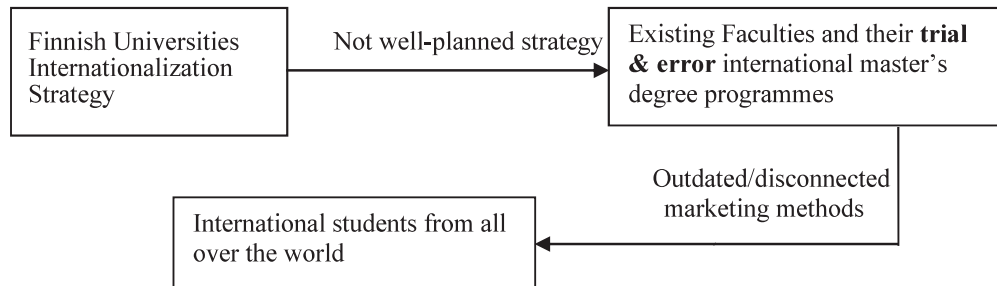 Finnish Universities
Internationalization
Strategy
Not well-planned strategy
Existing Faculties and their trial
& error international master's
degree programmes
Outdated/disconnected
marketing methods
International students from all
over the world